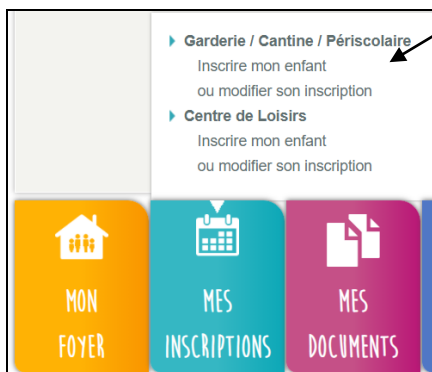 Garderie / Cantine / Périscolaire
Inscrire mon enfant
ou modifier son inscription
Centre de Loisirs
Inscrire mon enfant
ou modifier son inscription
MON
FOYER
MES
INSCRIPTIONS
MES
DOCUMENTS